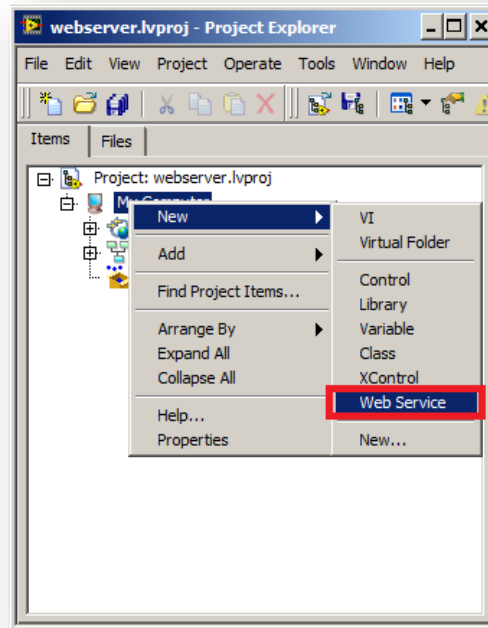 webserver.lvproj - Project Explorer
File Edit View Project Operate Tools Window Help
Items Files
Project: webserver.lvproj
My Computer
New
Add
Find Project Items...
Arrange By
Expand All
Collapse All
Help...
Properties
VI
Virtual Folder
Control
Library
Variable
Class
XControl
Web Service
New...